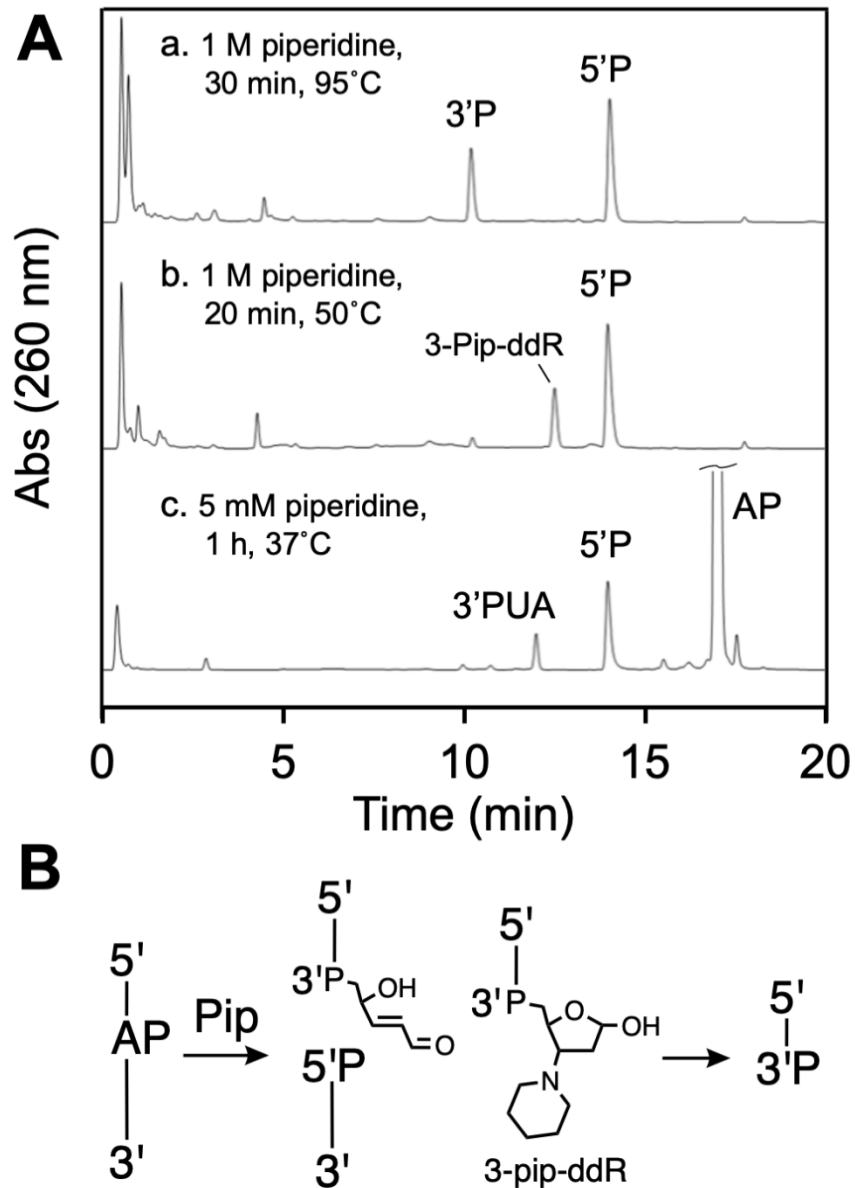 A
a. 1 M piperidine,
30 min, 95˚C
3’P
5’P
b. 1 M piperidine,
20 min, 50˚C
3-Pip-ddR
5’P
c. 5 mM piperidine,
1 h, 37˚C
3’PUA
5’P
AP
Abs (260 nm)
0 5 10 15 20
Time (min)
B
5'
AP
3'
Pip
5'
3'P
OH
O
5'P
3'
5'
3'P
O
OH
N
3-pip-ddR
5'
3'P